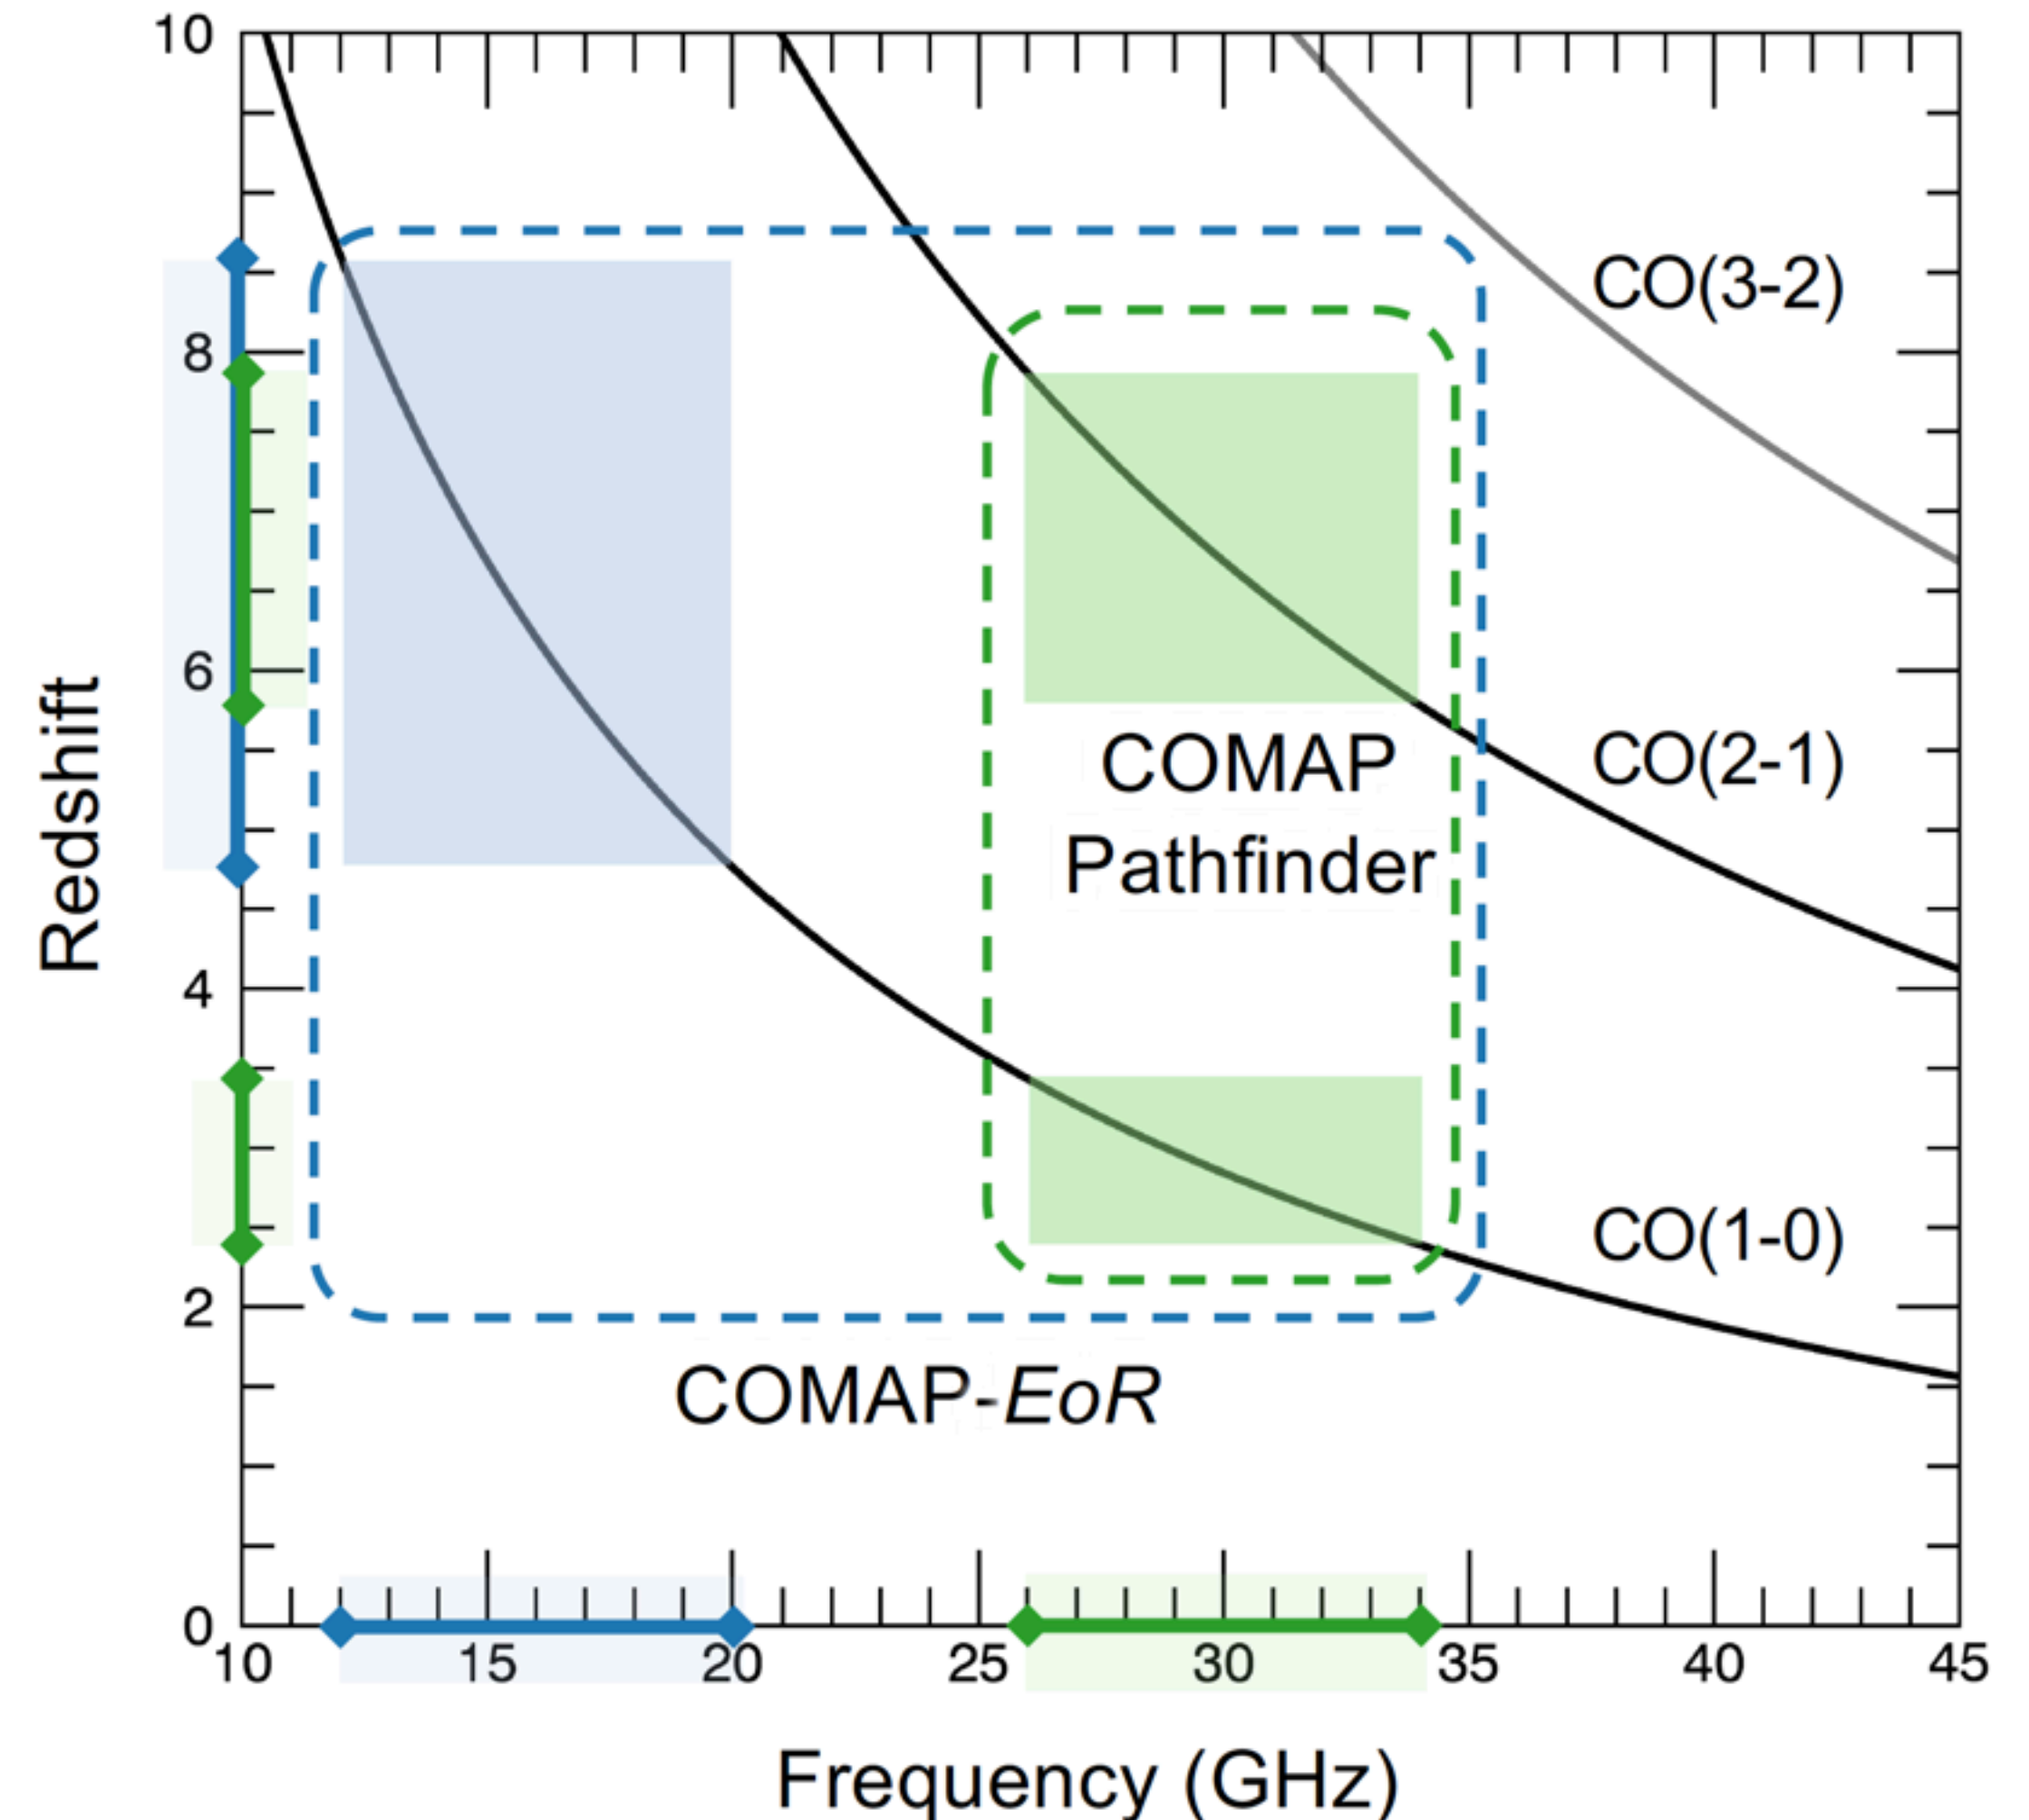 10
8
6
4
2
0
Redshift
CO(3-2)
CO(2-1)
COMAP
Pathfinder
CO(1-0)
COMAP-EoR
10 15 20 25 30 35 40 45
Frequency (GHz)